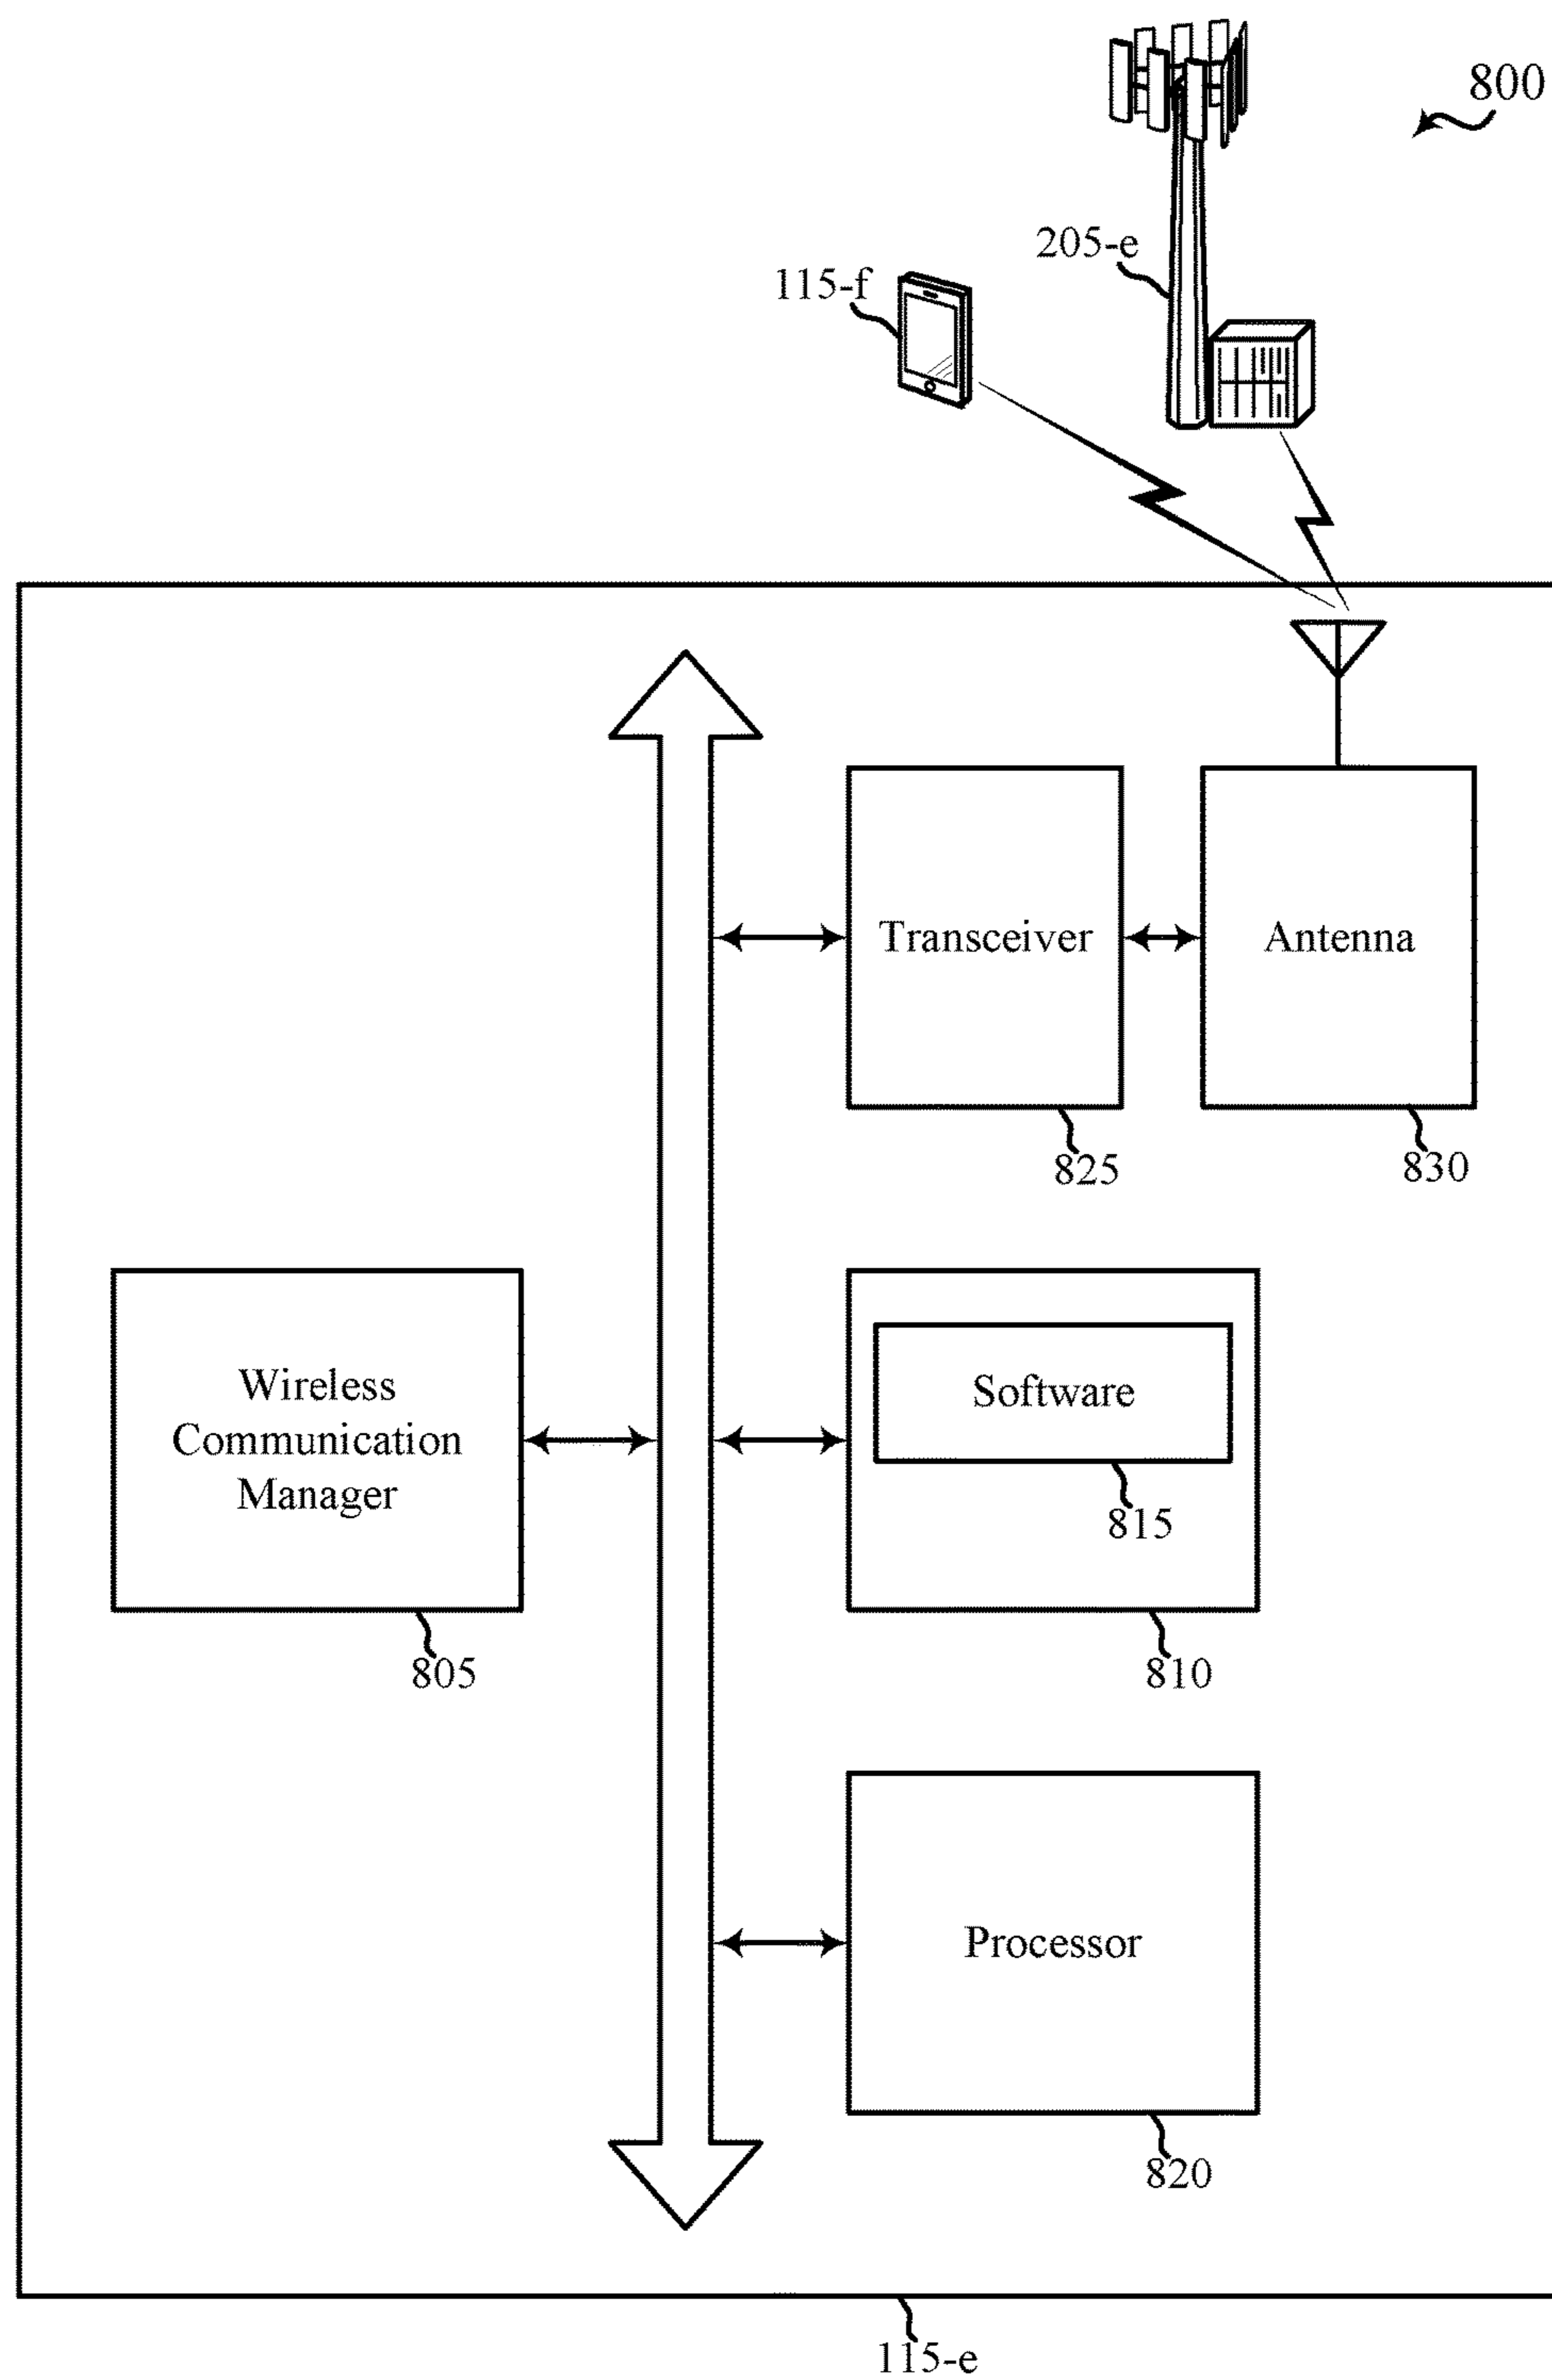 800
205-e
115-f
Transceiver
Antenna
825
830
Wireless
Communication
Manager
Software
815
805
810
Processor
820
115-e